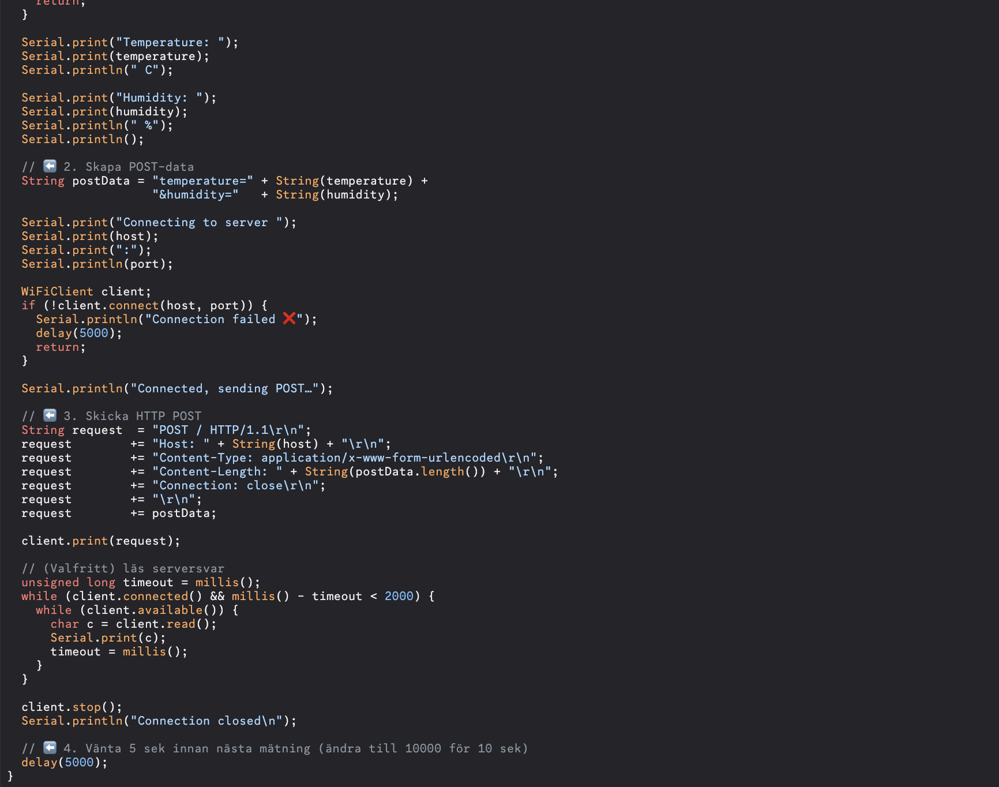 return;
}
Serial.print("Temperature: ");
Serial.print(temperature);
Serial.println(" C");
Serial.print("Humidity: ");
Serial.print(humidity);
Serial.println(" %");
Serial.println();
// ⬅️ 2. Skapa POST-data
String postData = "temperature=" + String(temperature) +
"&humidity="   + String(humidity);
Serial.print("Connecting to server ");
Serial.print(host);
Serial.print(":");
Serial.println(port);
WiFiClient client;
if (!client.connect(host, port)) {
Serial.println("Connection failed ❌");
delay(5000);
return;
}
Serial.println("Connected, sending POST…");
// ⬅️ 3. Skicka HTTP POST
String request  = "POST / HTTP/1.1\r\n";
request        += "Host: " + String(host) + "\r\n";
request        += "Content-Type: application/x-www-form-urlencoded\r\n";
request        += "Content-Length: " + String(postData.length()) + "\r\n";
request        += "Connection: close\r\n";
request        += "\r\n";
request        += postData;
client.print(request);
// (Valfritt) läs serversvar
unsigned long timeout = millis();
while (client.connected() && millis() - timeout < 2000) {
while (client.available()) {
char c = client.read();
Serial.print(c);
timeout = millis();
}
}
client.stop();
Serial.println("Connection closed\n");
// ⬅️ 4. Vänta 5 sek innan nästa mätning (ändra till 10000 för 10 sek)
delay(5000);
}